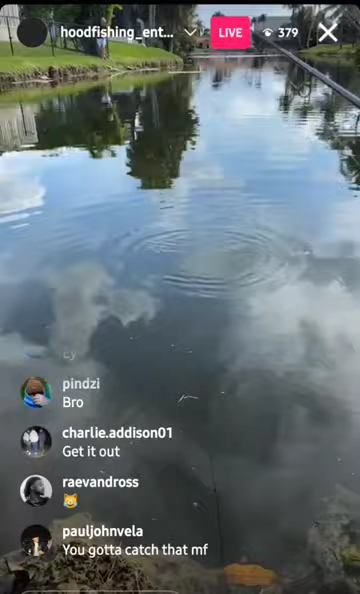 hoodfishing_ent...
LIVE
379
pindzi
Bro
charlie.addison01
Get it out
raevandross
😹
pauljohnvela
You gotta catch that mf